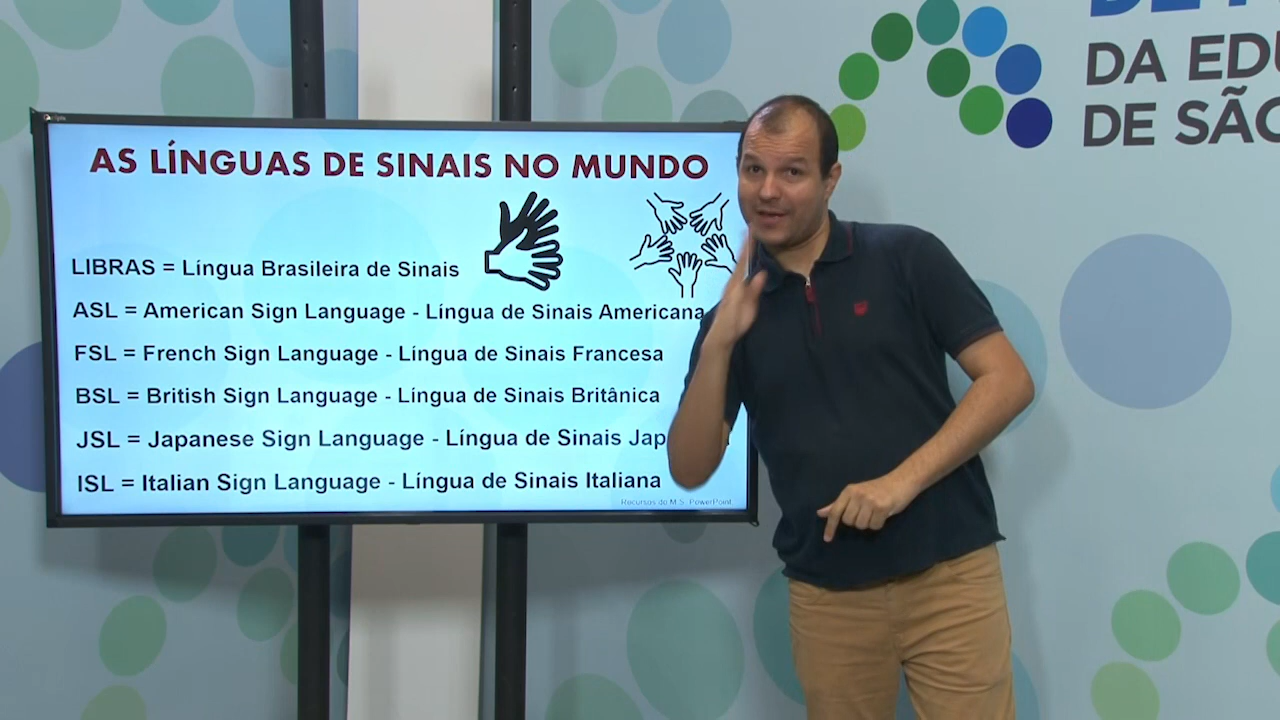 AS LÍNGUAS DE SINAIS NO MUNDO
LIBRAS = Língua Brasileira de Sinais
ASL = American Sign Language - Língua de Sinais Americana
FSL = French Sign Language - Língua de Sinais Francesa
BSL = British Sign Language - Língua de Sinais Britânica
JSL = Japanese Sign Language - Língua de Sinais Jap
ISL = Italian Sign Language - Língua de Sinais Italiana
Recursos do M.S. PowerPoint
DA EDU
DE SÃO